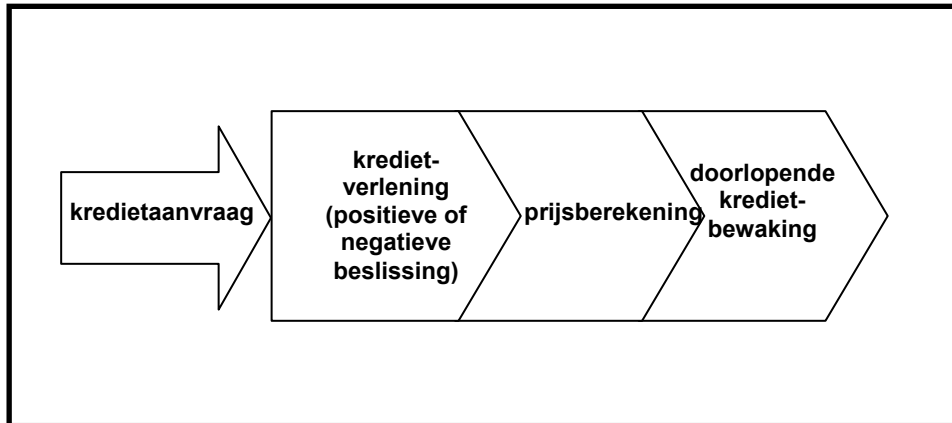 kredietaanvraag
krediet-
verlening
(positieve of
negatieve
beslissing)
prijsberekening
doorlopende
krediet-
bewaking